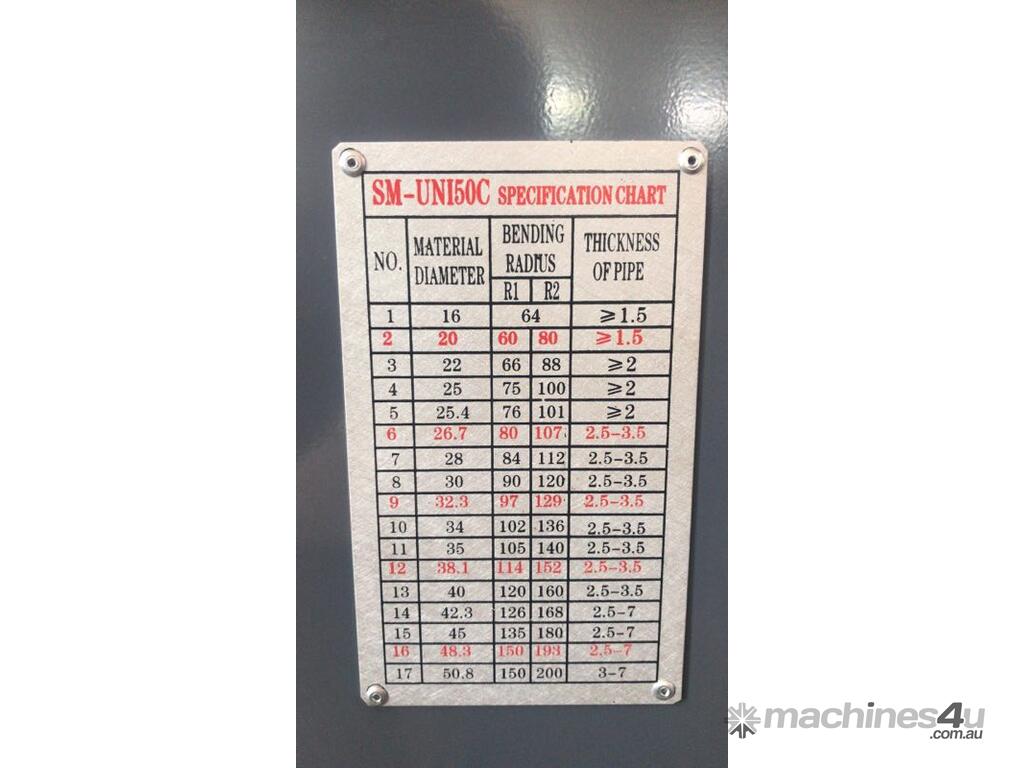 SM-UNI50C SPECIFICATION CHART
NO. MATERIAL DIAMETER BENDING RADIUS THICKNESS OF PIPE
R1 R2
1 16 64 ⩾1.5
2 20 60 80 ⩾1.5
3 22 66 88 ⩾2
4 25 75 100 ⩾2
5 25.4 76 101 ⩾2
6 26.7 80 107 2.5-3.5
7 28 84 112 2.5-3.5
8 30 90 120 2.5-3.5
9 32.3 97 129 2.5-3.5
10 34 102 136 2.5-3.5
11 35 105 140 2.5-3.5
12 38.1 114 152 2.5-3.5
13 40 120 160 2.5-3.5
14 42.3 126 168 2.5-7
15 45 135 180 2.5-7
16 48.3 150 193 2.5-7
17 50.8 150 200 3-7
machines4u
.com.au